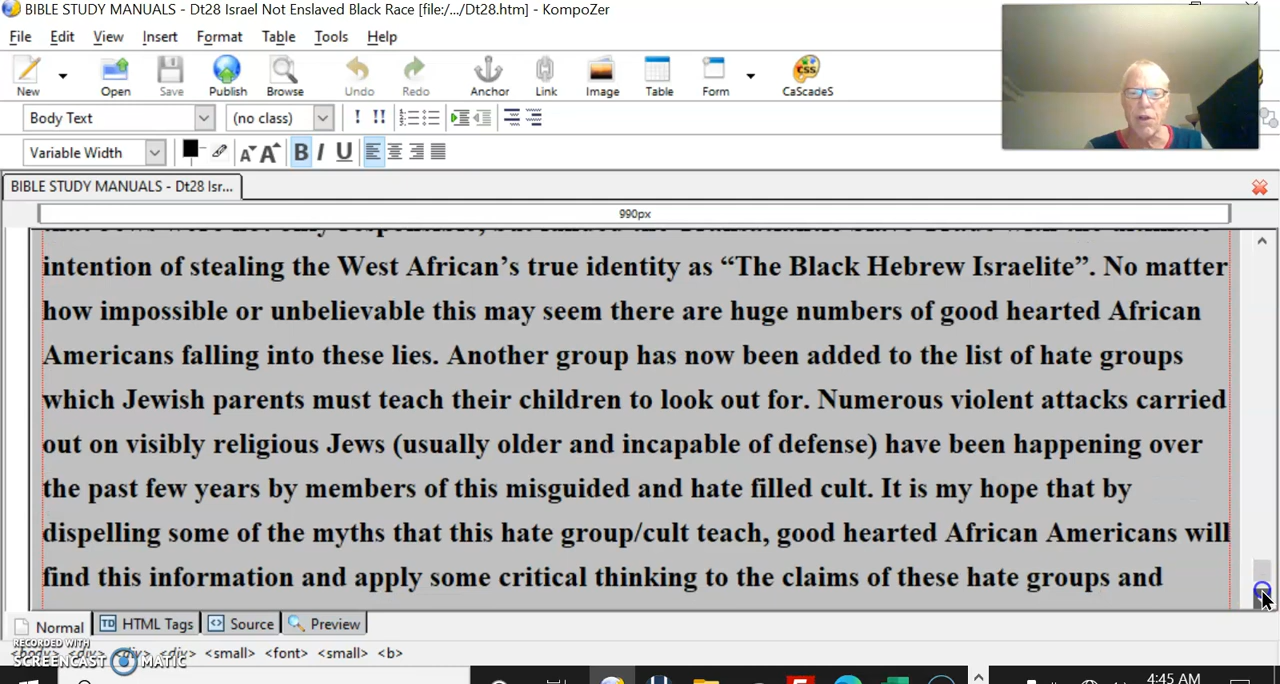 BIBLE STUDY MANUALS - Dt28 Israel Not Enslaved Black Race [file:/.../Dt28.htm] - KompoZer
File Edit View Insert Format Table Tools Help
New Open Save Publish Browse Undo Redo Anchor Link Image Table Form CaScadeS
Body Text (no class) ! !!
Variable Width A A B I U
BIBLE STUDY MANUALS - Dt28 Isr...
990px
intention of stealing the West African’s true identity as “The Black Hebrew Israelite”. No matter
how impossible or unbelievable this may seem there are huge numbers of good hearted African
Americans falling into these lies. Another group has now been added to the list of hate groups
which Jewish parents must teach their children to look out for. Numerous violent attacks carried
out on visibly religious Jews (usually older and incapable of defense) have been happening over
the past few years by members of this misguided and hate filled cult. It is my hope that by
dispelling some of the myths that this hate group/cult teach, good hearted African Americans will
find this information and apply some critical thinking to the claims of these hate groups and
Normal HTML Tags Source Preview
RECORDED WITH
<body> <div> <div> <div> <small> <font> <small> <b>
SCREENCAST MATIC
4:45 AM